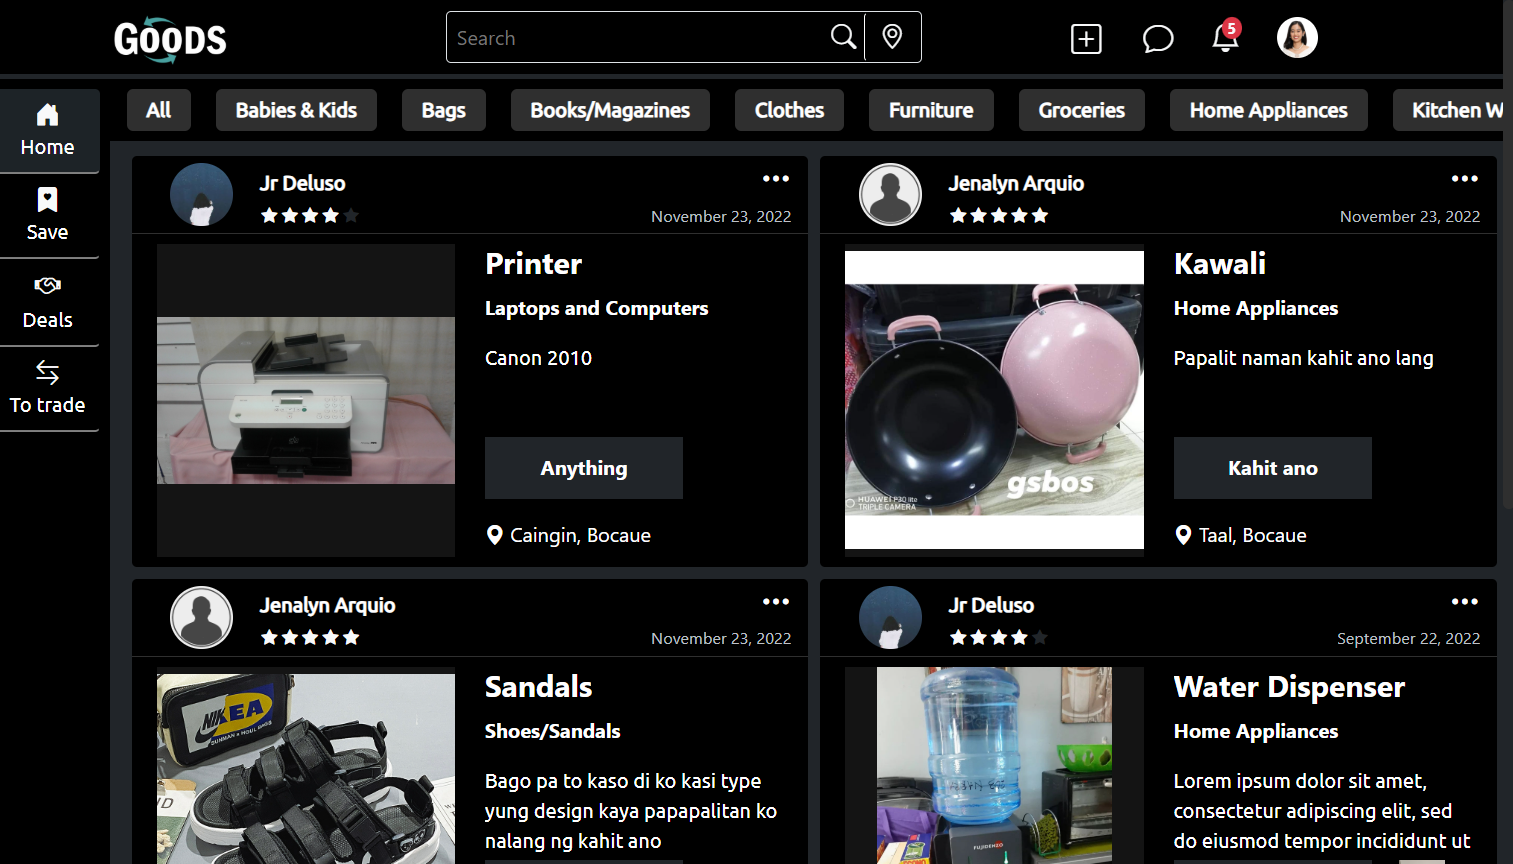 GOODS
Search
5
Home
Save
Deals
To trade
All
Babies & Kids
Bags
Books/Magazines
Clothes
Furniture
Groceries
Home Appliances
Kitchen W
Jr Deluso
November 23, 2022
Printer
Laptops and Computers
Canon 2010
Anything
Caingin, Bocaue
Jenalyn Arquio
November 23, 2022
gsbos
HUAWEI P30 lite
TRIPLE CAMERA
Kawali
Home Appliances
Papalit naman kahit ano lang
Kahit ano
Taal, Bocaue
Jenalyn Arquio
November 23, 2022
NIKEA
Sandals
Shoes/Sandals
Bago pa to kaso di ko kasi type
yung design kaya papapalitan ko
nalang ng kahit ano
Jr Deluso
September 22, 2022
FUJIDENZO
Water Dispenser
Home Appliances
Lorem ipsum dolor sit amet,
consectetur adipiscing elit, sed
do eiusmod tempor incididunt ut